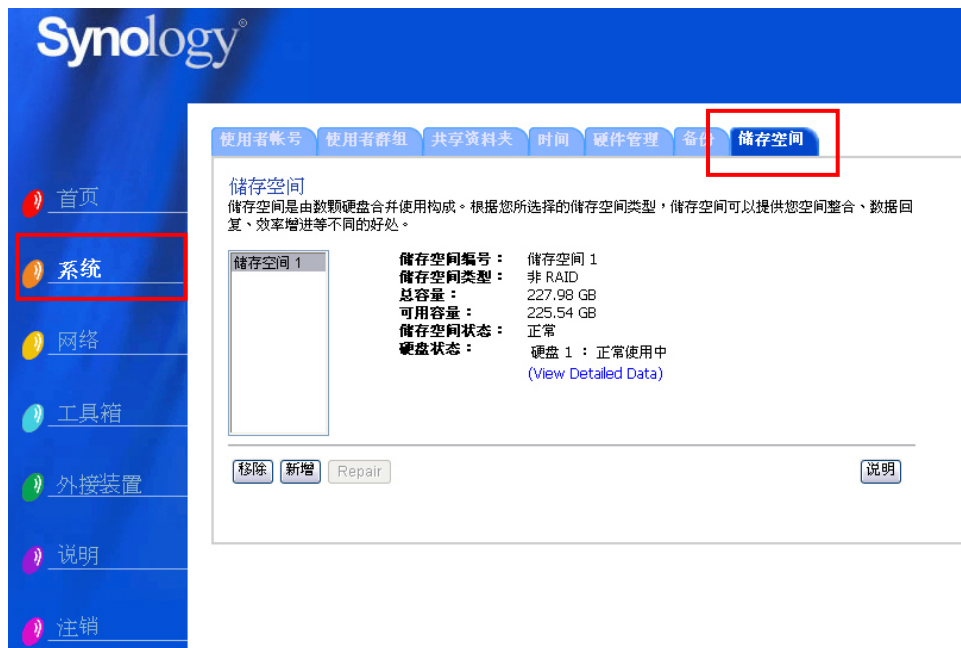 Synology®
使用者帐号 使用者群组 共享资料夹 时间 硬件管理 备份 储存空间
首页
系统
网络
工具箱
外接装置
说明
注销
储存空间
储存空间是由数颗硬盘合并使用构成。根据您所选择的储存空间类型，储存空间可以提供您空间整合、数据回
复、效率增进等不同的好处。
储存空间 1
储存空间编号： 储存空间 1
储存空间类型： 非 RAID
总容量： 227.98 GB
可用容量： 225.54 GB
储存空间状态： 正常
硬盘状态： 硬盘 1 ： 正常使用中
(View Detailed Data)
移除 新增 Repair 说明